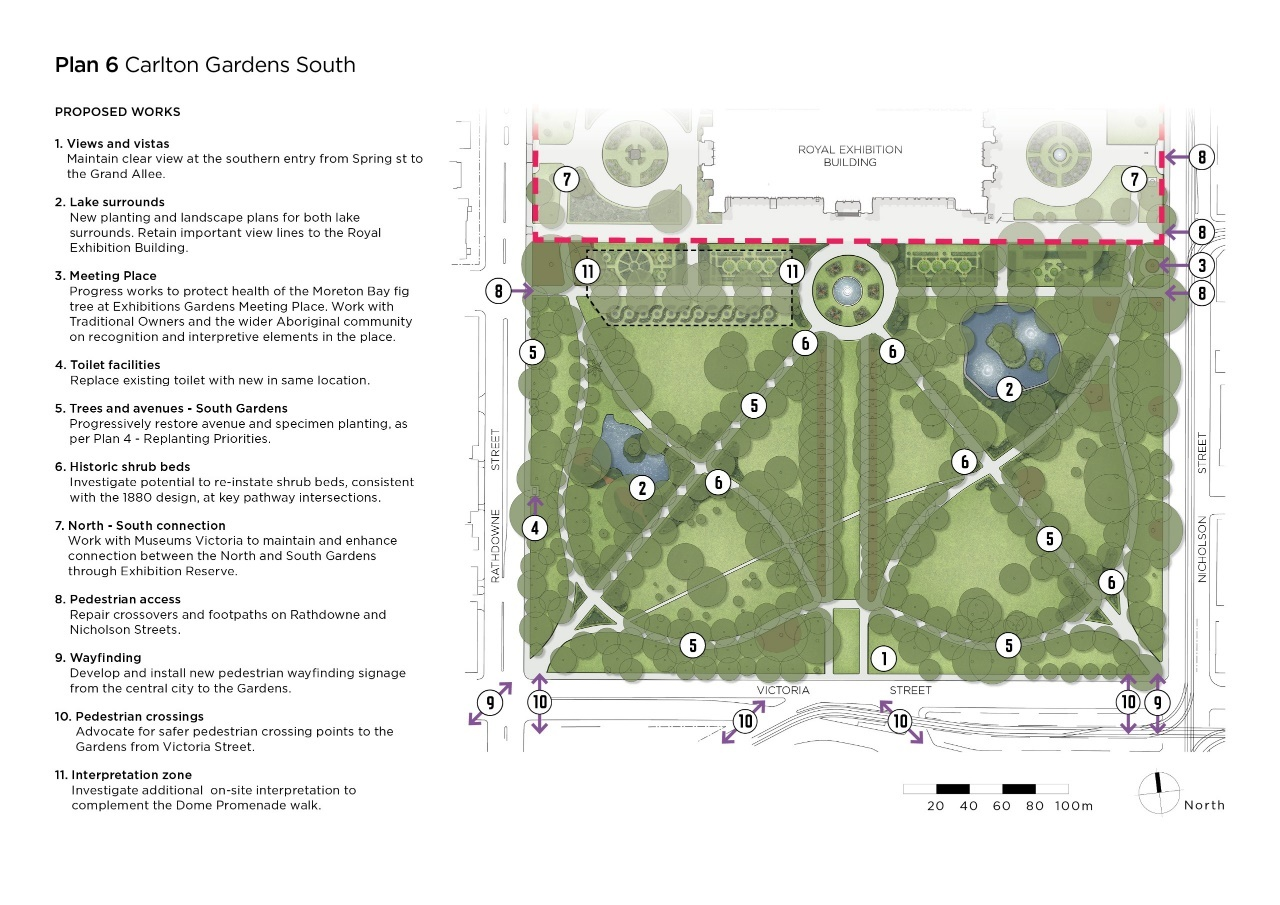 Plan 6 Carlton Gardens South
PROPOSED WORKS
1. Views and vistas
Maintain clear view at the southern entry from Spring st to
the Grand Allee.
2. Lake surrounds
New planting and landscape plans for both lake
surrounds. Retain important view lines to the Royal
Exhibition Building.
3. Meeting Place
Progress works to protect health of the Moreton Bay fig
tree at Exhibitions Gardens Meeting Place. Work with
Traditional Owners and the wider Aboriginal community
on recognition and interpretive elements in the place.
4. Toilet facilities
Replace existing toilet with new in same location.
5. Trees and avenues - South Gardens
Progressively restore avenue and specimen planting, as
per Plan 4 - Replanting Priorities.
6. Historic shrub beds
Investigate potential to re-instate shrub beds, consistent
with the 1880 design, at key pathway intersections.
7. North - South connection
Work with Museums Victoria to maintain and enhance
connection between the North and South Gardens
through Exhibition Reserve.
8. Pedestrian access
Repair crossovers and footpaths on Rathdowne and
Nicholson Streets.
9. Wayfinding
Develop and install new pedestrian wayfinding signage
from the central city to the Gardens.
10. Pedestrian crossings
Advocate for safer pedestrian crossing points to the
Gardens from Victoria Street.
11. Interpretation zone
Investigate additional on-site interpretation to
complement the Dome Promenade walk.
ROYAL EXHIBITION
BUILDING
8
7
7
8
3
11
11
8
8
6
6
5
2
5
6
6
2
4
5
6
5
5
1
VICTORIA STREET
RATHDOWNE STREET
NICHOLSON STREET
9
10
10
10
10
9
20 40 60 80 100m
North